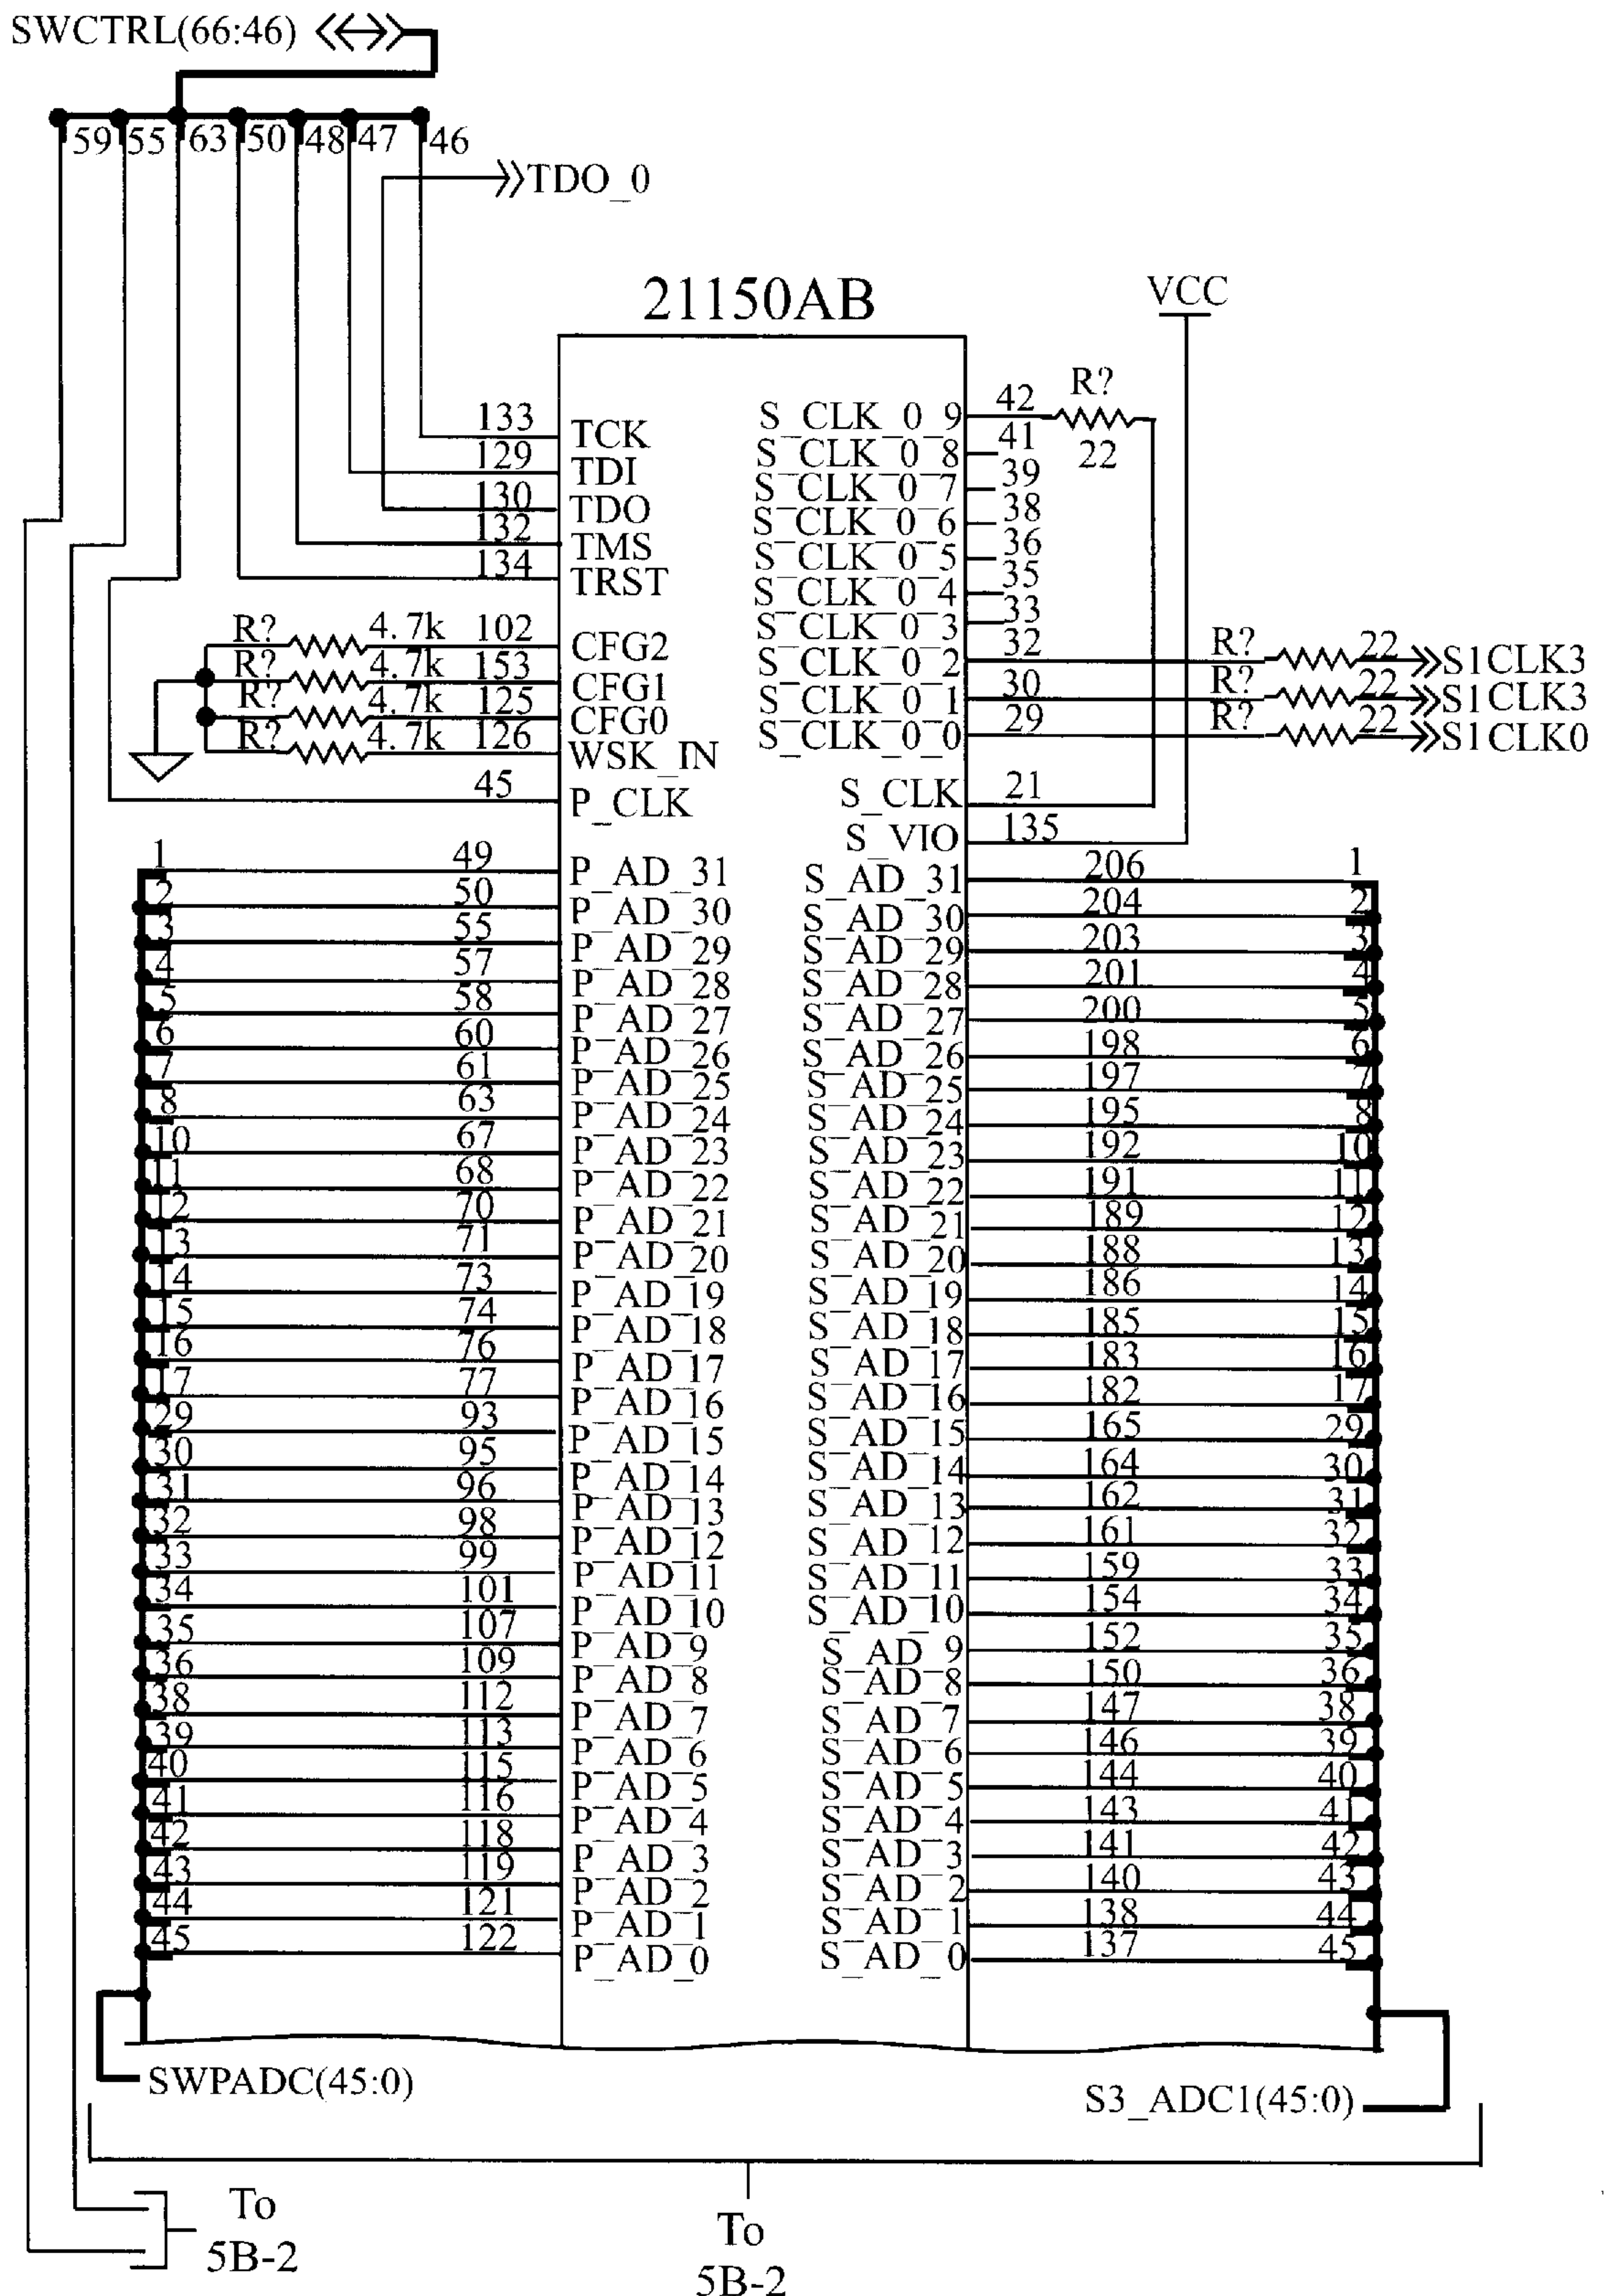 SWCTRL(66:46)
59 55 63 50 48 47 46
TDO_0
21150AB
VCC
133 TCK
129 TDI
130 TDO
132 TMS
134 TRST
R? 4.7k 102 CFG2
R? 4.7k 153 CFG1
R? 4.7k 125 CFG0
R? 4.7k 126 WSK_IN
45 P_CLK
S_CLK_0_9 42 R? 22
S_CLK_0_8 41
S_CLK_0_7 39
S_CLK_0_6 38
S_CLK_0_5 36
S_CLK_0_4 35
S_CLK_0_3 33
S_CLK_0_2 32 R? 22 S1CLK3
S_CLK_0_1 30 R? 22 S1CLK3
S_CLK_0_0 29 R? 22 S1CLK0
S_CLK 21
S_VIO 135
1 49 P_AD_31 S_AD_31 206 1
2 50 P_AD_30 S_AD_30 204 2
3 55 P_AD_29 S_AD_29 203 3
4 57 P_AD_28 S_AD_28 201 4
5 58 P_AD_27 S_AD_27 200 5
6 60 P_AD_26 S_AD_26 198 6
7 61 P_AD_25 S_AD_25 197 7
8 63 P_AD_24 S_AD_24 195 8
10 67 P_AD_23 S_AD_23 192 10
11 68 P_AD_22 S_AD_22 191 11
12 70 P_AD_21 S_AD_21 189 12
13 71 P_AD_20 S_AD_20 188 13
14 73 P_AD_19 S_AD_19 186 14
15 74 P_AD_18 S_AD_18 185 15
16 76 P_AD_17 S_AD_17 183 16
17 77 P_AD_16 S_AD_16 182 17
29 93 P_AD_15 S_AD_15 165 29
30 95 P_AD_14 S_AD_14 164 30
31 96 P_AD_13 S_AD_13 162 31
32 98 P_AD_12 S_AD_12 161 32
33 99 P_AD_11 S_AD_11 159 33
34 101 P_AD_10 S_AD_10 154 34
35 107 P_AD_9 S_AD_9 152 35
36 109 P_AD_8 S_AD_8 150 36
38 112 P_AD_7 S_AD_7 147 38
39 113 P_AD_6 S_AD_6 146 39
40 115 P_AD_5 S_AD_5 144 40
41 116 P_AD_4 S_AD_4 143 41
42 118 P_AD_3 S_AD_3 141 42
43 119 P_AD_2 S_AD_2 140 43
44 121 P_AD_1 S_AD_1 138 44
45 122 P_AD_0 S_AD_0 137 45
SWPADC(45:0)
S3_ADC1(45:0)
To
5B-2
To
5B-2